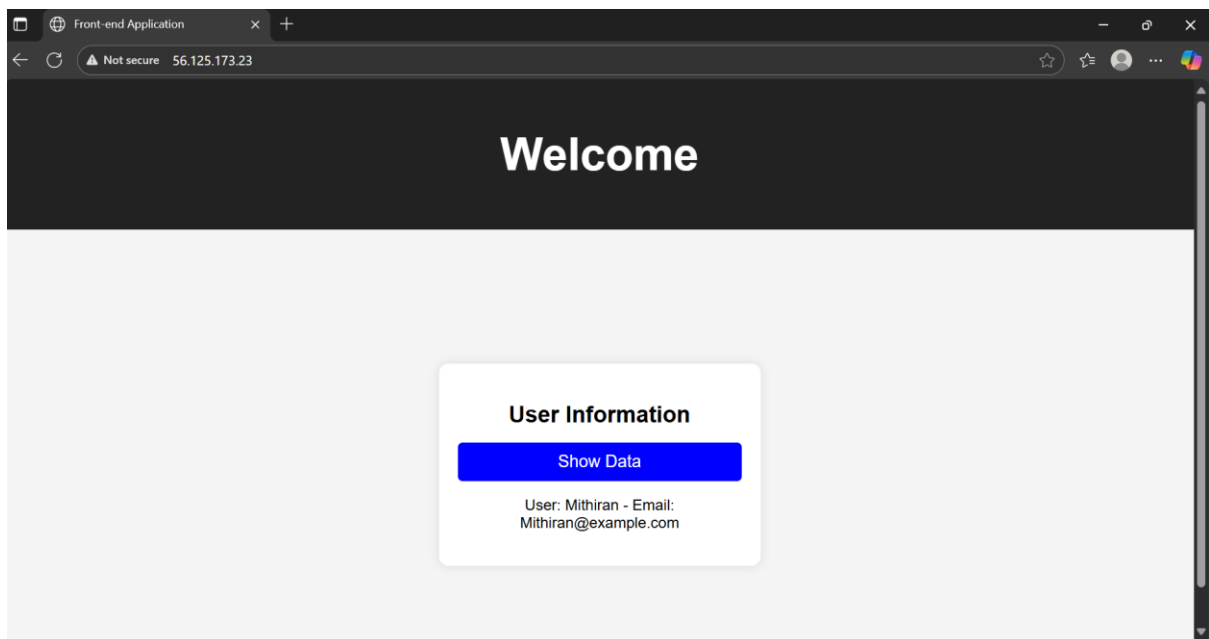 Front-end Application
Not secure 56.125.173.23
Welcome
User Information
Show Data
User: Mithiran - Email:
Mithiran@example.com